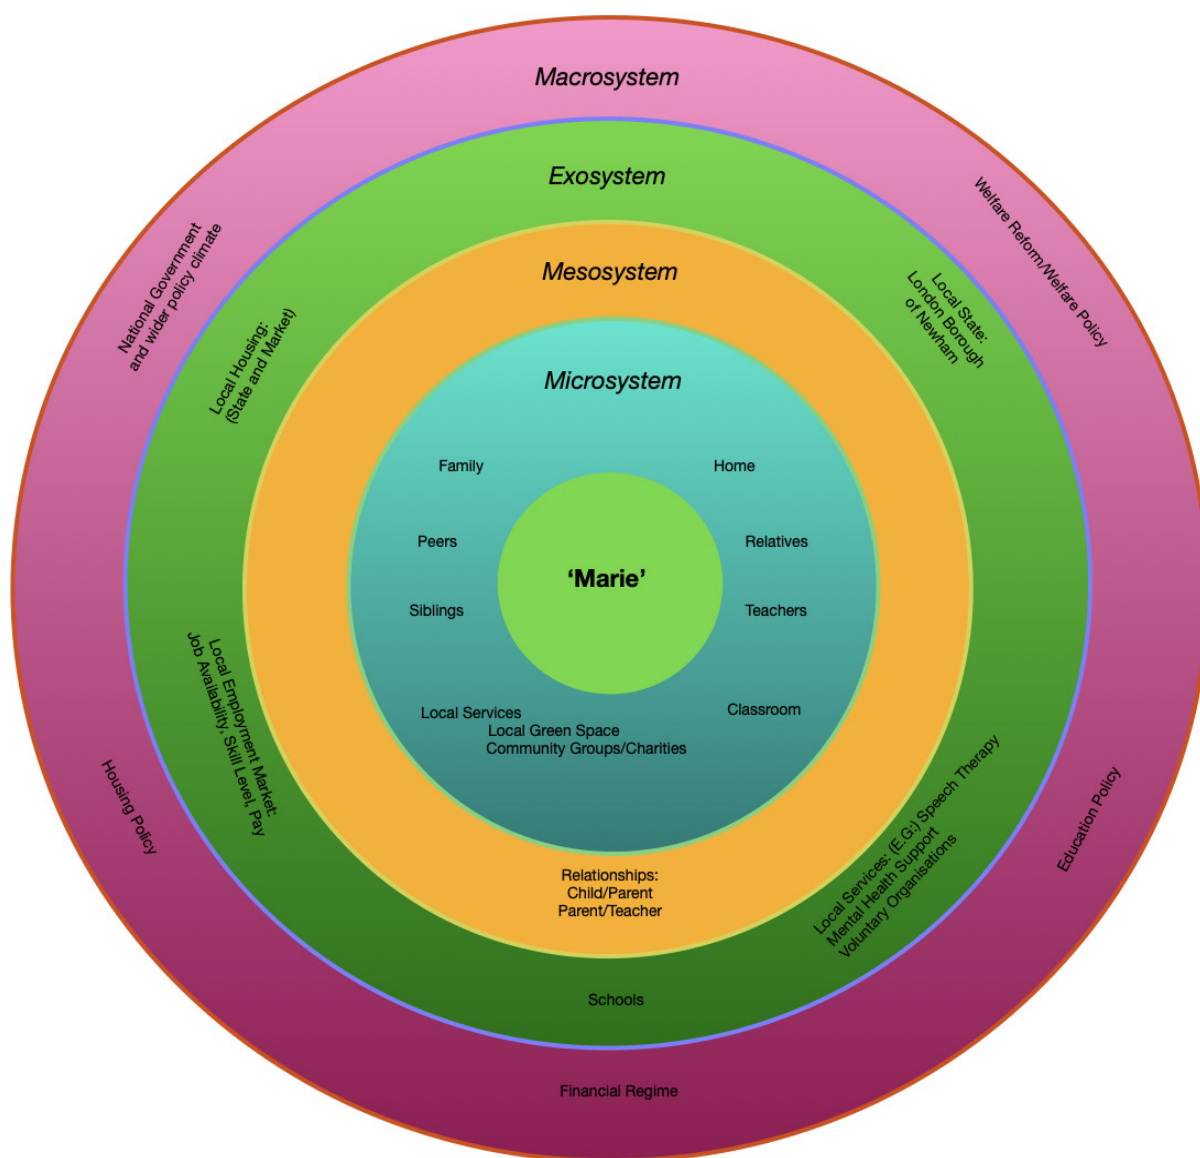 Macrosystem
Exosystem
Mesosystem
Microsystem
National Government
and wider policy climate
Welfare Reform/Welfare Policy
Local Housing:
(State and Market)
Local State:
London Borough
of Newham
Family
Home
Peers
Relatives
‘Marie’
Siblings
Teachers
Local Services
Local Green Space
Community Groups/Charities
Classroom
Local Employment Market:
Job Availability, Skill Level, Pay
Housing Policy
Education Policy
Local Services: (E.G:) Speech Therapy
Mental Health Support
Voluntary Organisations
Relationships:
Child/Parent
Parent/Teacher
Schools
Financial Regime